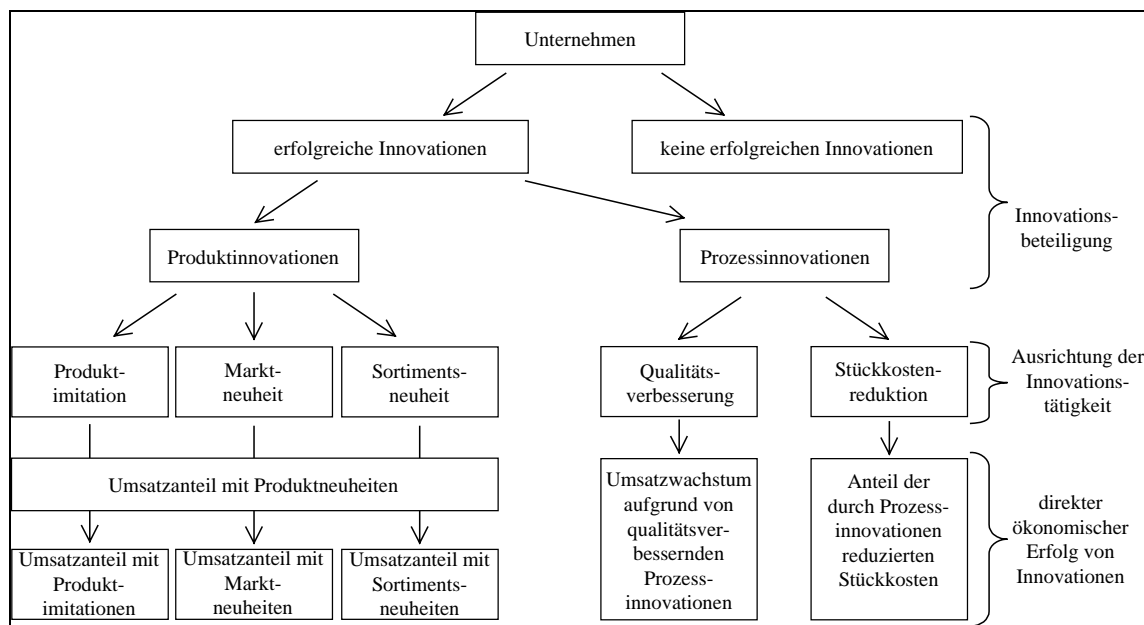 Unternehmen
erfolgreiche Innovationen
keine erfolgreichen Innovationen
Innovations-
beteiligung
Produktinnovationen
Prozessinnovationen
Produkt-
imitation
Markt-
neuheit
Sortiments-
neuheit
Qualitäts-
verbesserung
Stückkosten-
reduktion
Ausrichtung der
Innovations-
tätigkeit
Umsatzanteil mit Produktneuheiten
Umsatzanteil mit
Produkt-
imitationen
Umsatzanteil mit
Markt-
neuheiten
Umsatzanteil mit
Sortiments-
neuheiten
Umsatzwachstum
aufgrund von
qualitätsver-
bessernden
Prozess-
innovationen
Anteil der
durch Prozess-
innovationen
reduzierten
Stückkosten
direkter
ökonomischer
Erfolg von
Innovationen